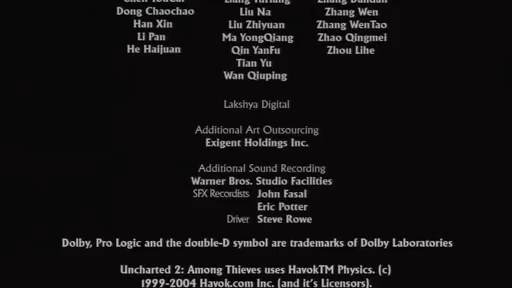 Dong Chaochao Liu Na Zhang Wen
Han Xin Liu Zhiyuan Zhang WenTao
Li Pan Ma YongQiang Zhao Qingmei
He Haijuan Qin YanFu Zhou Lihe
Tian Yu
Wan Qiuping
Lakshya Digital
Additional Art Outsourcing
Exigent Holdings Inc.
Additional Sound Recording
Warner Bros. Studio Facilities
SFX Recordists John Fasal
Eric Potter
Driver Steve Rowe
Dolby, Pro Logic and the double-D symbol are trademarks of Dolby Laboratories
Uncharted 2: Among Thieves uses HavokTM Physics. (c)
1999-2004 Havok.com Inc. (and it's Licensors).